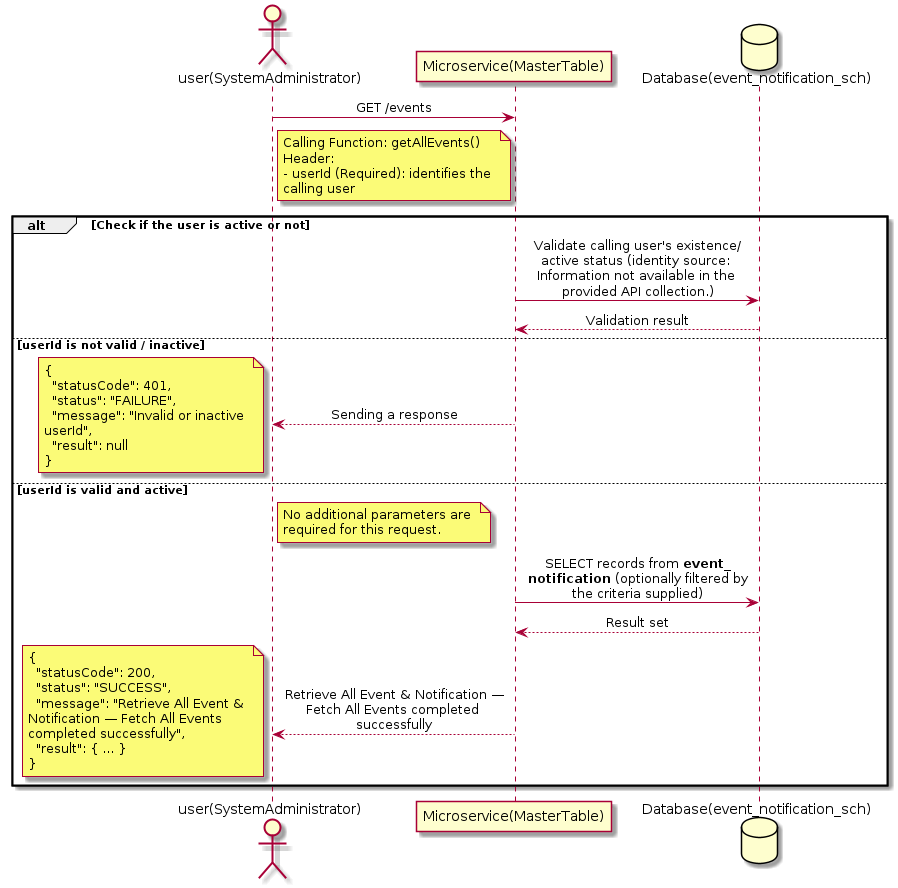 user(SystemAdministrator)
Microservice(MasterTable)
Database(event_notification_sch)
GET /events
Calling Function: getAllEvents()
Header:
- userId (Required): identifies the
calling user
alt
[Check if the user is active or not]
Validate calling user's existence/
active status (identity source:
Information not available in the
provided API collection.)
Validation result
[userId is not valid / inactive]
{
"statusCode": 401,
"status": "FAILURE",
"message": "Invalid or inactive
userId",
"result": null
}
Sending a response
[userId is valid and active]
No additional parameters are
required for this request.
SELECT records from event_
notification (optionally filtered by
the criteria supplied)
Result set
{
"statusCode": 200,
"status": "SUCCESS",
"message": "Retrieve All Event &
Notification — Fetch All Events
completed successfully",
"result": { ... }
}
Retrieve All Event & Notification —
Fetch All Events completed
successfully
user(SystemAdministrator)
Microservice(MasterTable)
Database(event_notification_sch)